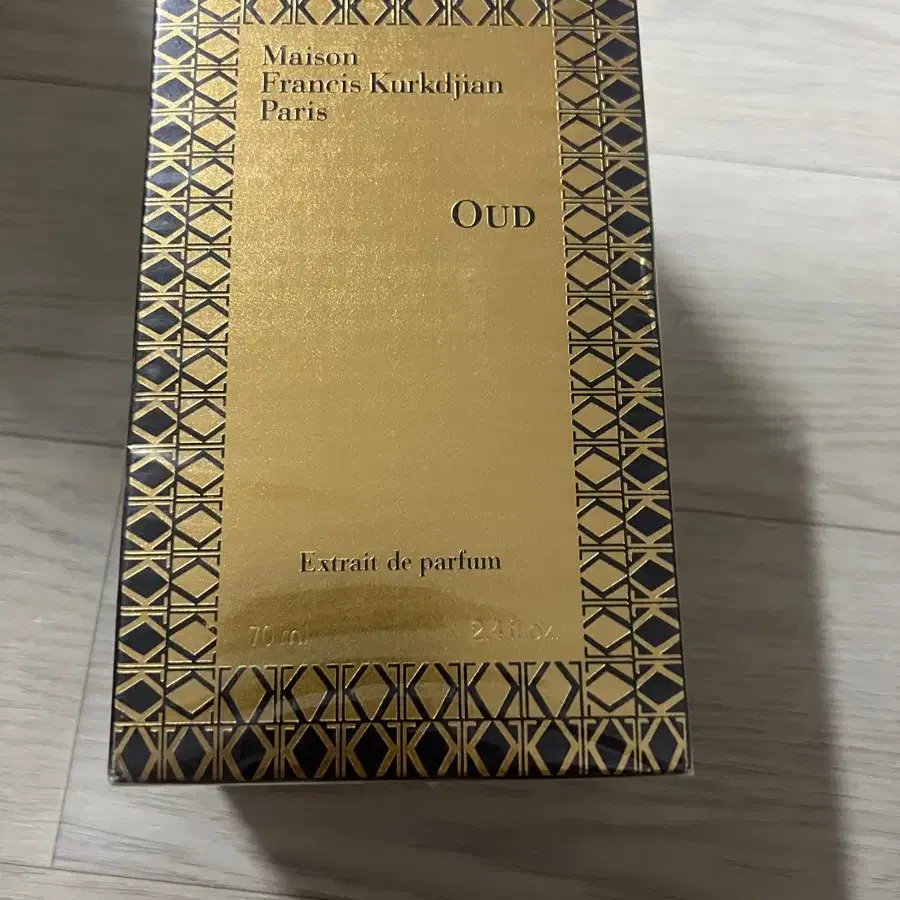 Maison
Francis Kurkdjian
Paris
OUD
Extrait de parfum
70 ml 2.4 fl.oz.